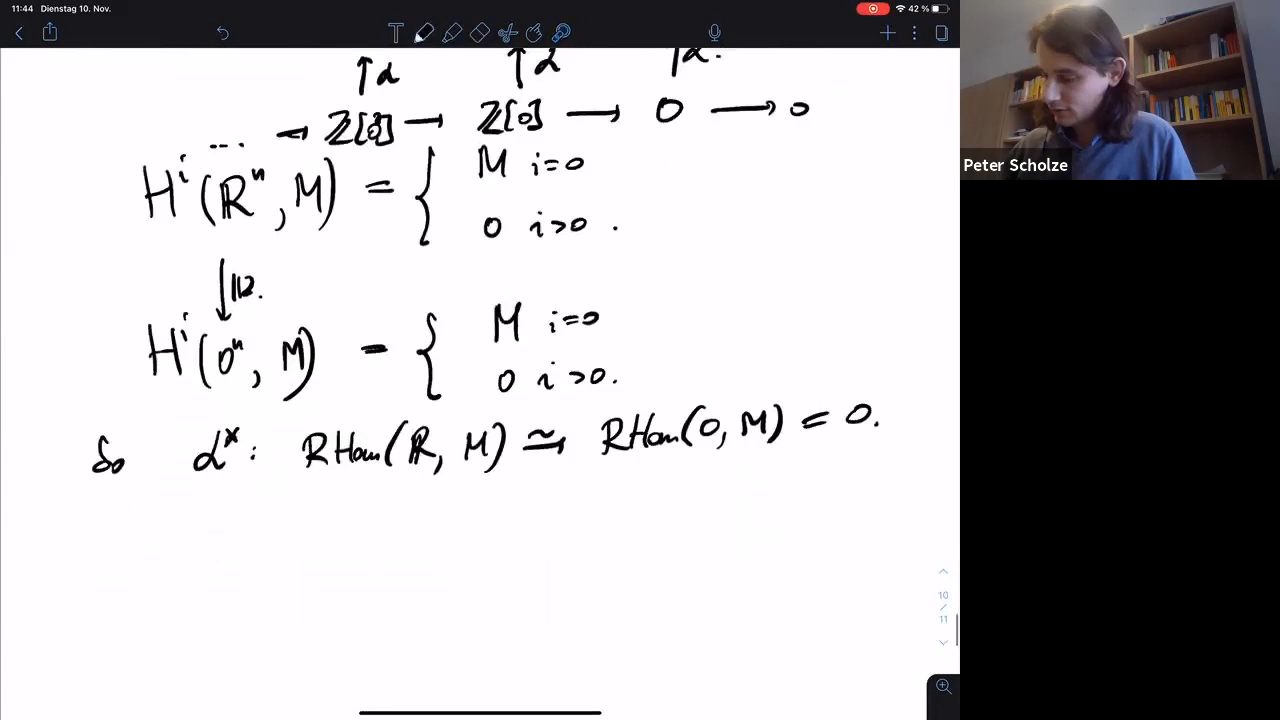 11:44 Dienstag 10. Nov.
42 %
↑α ↑α ↑α.
... → ℤ[0] → ℤ[0] → 0 → 0
Hⁱ(ℝⁿ, M) = { M i=0
0 i>0.
↓ ≅.
Hⁱ(0ⁿ, M) = { M i=0
0 i>0.
So α*: RHom(ℝ, M) ≃ RHom(0, M) = 0.
Peter Scholze
10
/
11